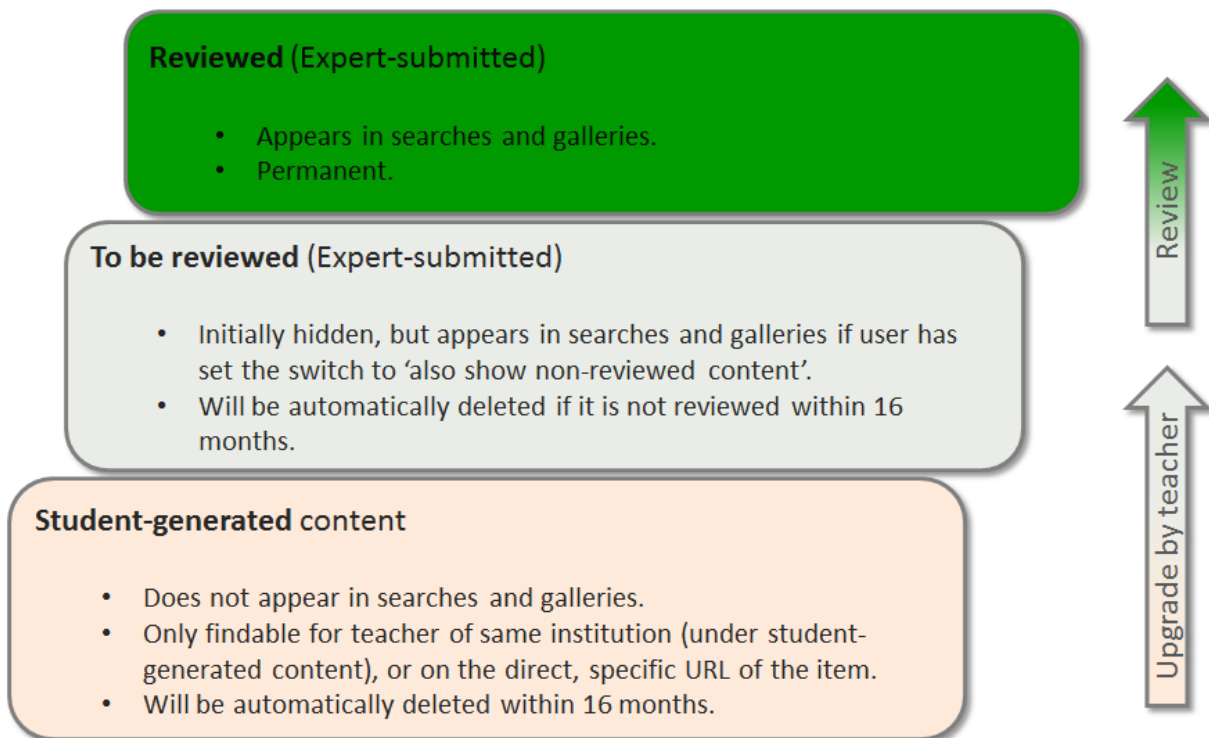 Reviewed (Expert-submitted)
• Appears in searches and galleries.
• Permanent.
Review
To be reviewed (Expert-submitted)
• Initially hidden, but appears in searches and galleries if user has
set the switch to ‘also show non-reviewed content’.
• Will be automatically deleted if it is not reviewed within 16
months.
Upgrade by teacher
Student-generated content
• Does not appear in searches and galleries.
• Only findable for teacher of same institution (under student-
generated content), or on the direct, specific URL of the item.
• Will be automatically deleted within 16 months.